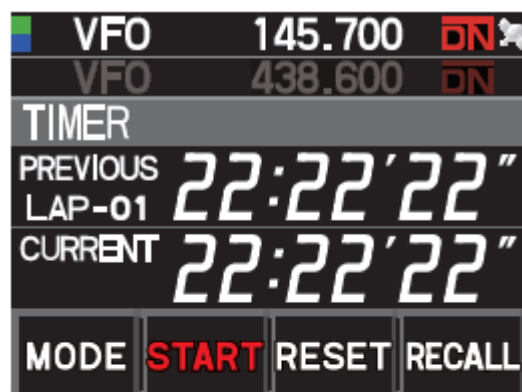 VFO 145.700 DN
VFO 438.600 DN
TIMER
PREVIOUS
LAP-01 22:22'22"
CURRENT 22:22'22"
MODE START RESET RECALL